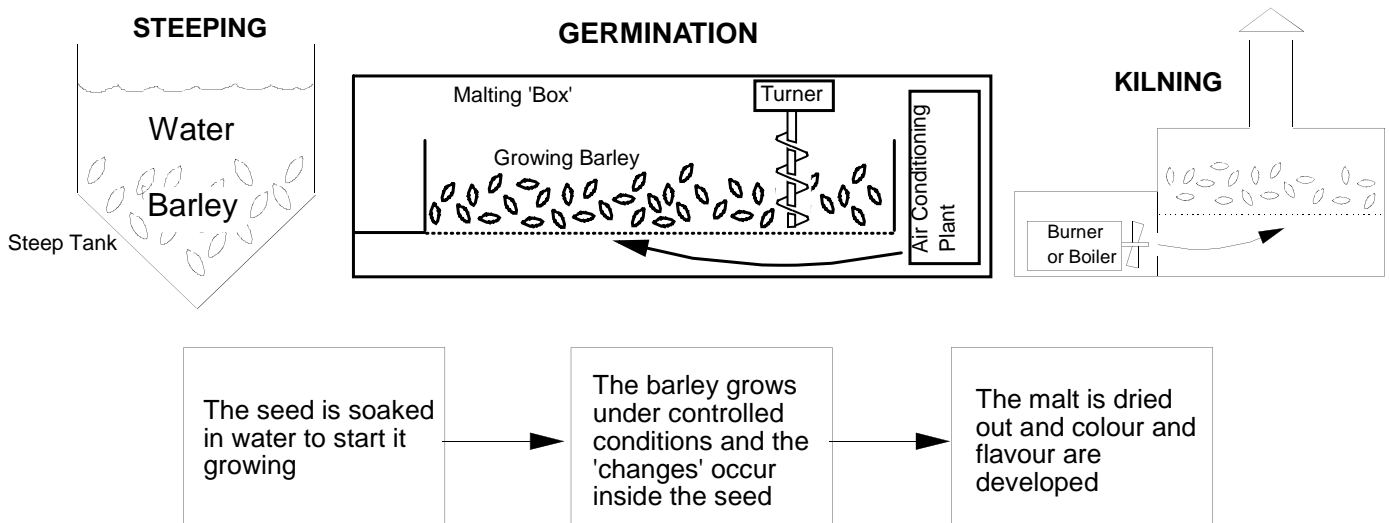 STEEPING
Water
Barley
Steep Tank
GERMINATION
Malting 'Box'
Turner
Growing Barley
Air Conditioning
Plant
KILNING
Burner
or Boiler
The seed is soaked
in water to start it
growing
The barley grows
under controlled
conditions and the
'changes' occur
inside the seed
The malt is dried
out and colour and
flavour are
developed